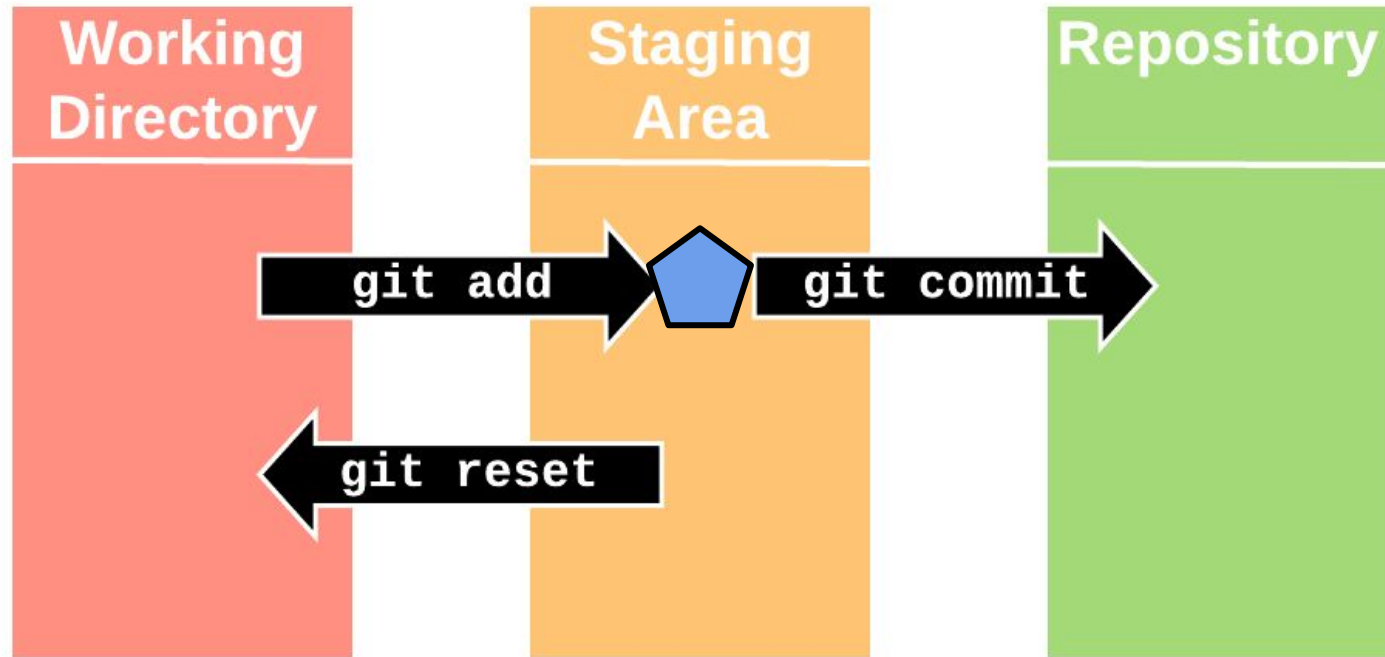 Working
Directory
Staging
Area
Repository
git add
git commit
git reset